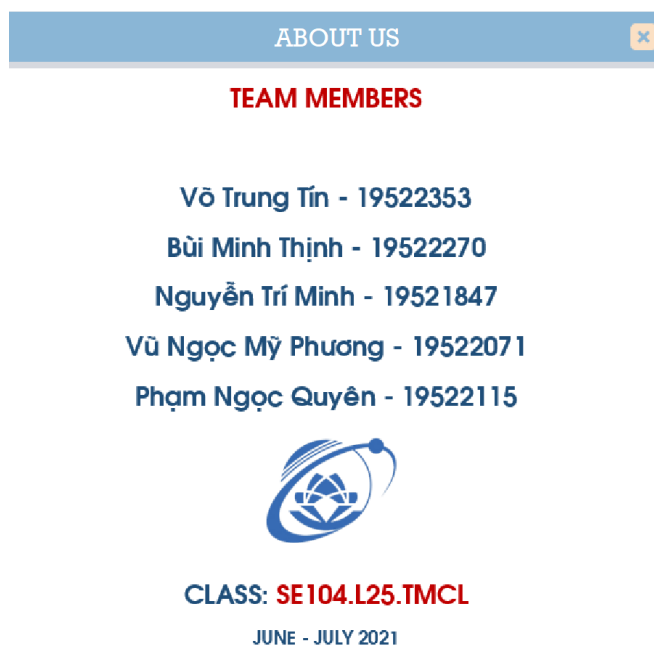 ABOUT US
TEAM MEMBERS
Võ Trung Tín - 19522353
Bùi Minh Thịnh - 19522270
Nguyễn Trí Minh - 19521847
Vũ Ngọc Mỹ Phương - 19522071
Phạm Ngọc Quyên - 19522115
CLASS: SE104.L25.TMCL
JUNE - JULY 2021